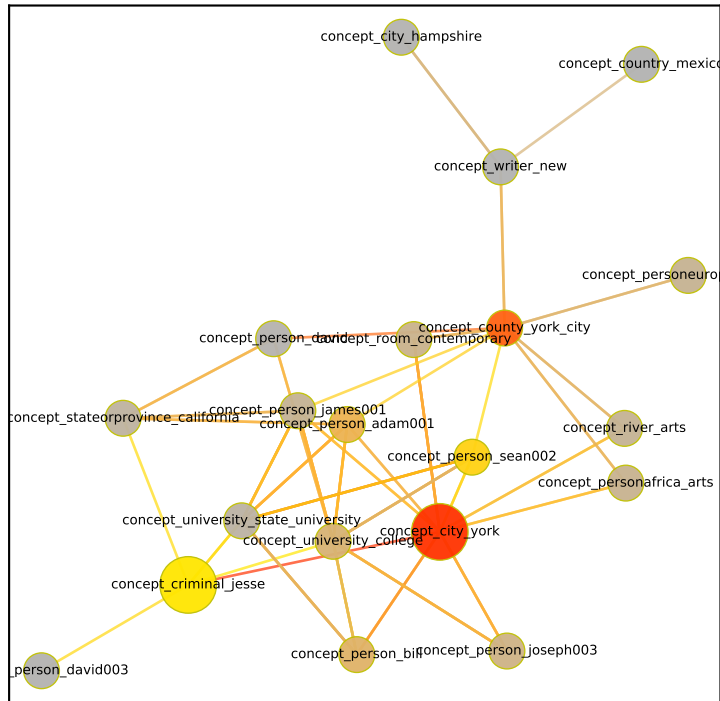 concept_city_hampshire
concept_country_mexico
concept_writer_new
concept_personeurop
concept_county_york_city
concept_person_david
concept_room_contemporary
concept_person_james001
concept_stateorprovince_california
concept_person_adam001
concept_river_arts
concept_person_sean002
concept_personafrica_arts
concept_university_state_university
concept_city_york
concept_university_college
concept_criminal_jesse
concept_person_bill
concept_person_joseph003
_person_david003